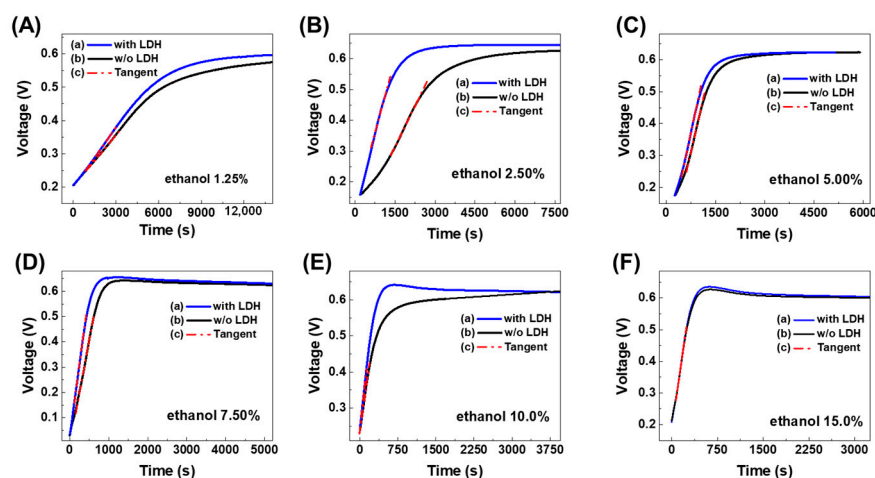 (A)
Voltage (V)
0.6
0.5
0.4
0.3
0.2
(a) with LDH
(b) w/o LDH
(c) Tangent
ethanol 1.25%
0 3000 6000 9000 12,000
Time (s)
(B)
Voltage (V)
0.6
0.5
0.4
0.3
0.2
0.1
(a) with LDH
(b) w/o LDH
(c) Tangent
ethanol 2.50%
0 1500 3000 4500 6000 7500
Time (s)
(C)
Voltage (V)
0.6
0.5
0.4
0.3
0.2
(a) with LDH
(b) w/o LDH
(c) Tangent
ethanol 5.00%
0 1500 3000 4500 6000
Time (s)
(D)
Voltage (V)
0.6
0.5
0.4
0.3
0.2
0.1
(a) with LDH
(b) w/o LDH
(c) Tangent
ethanol 7.50%
0 1000 2000 3000 4000 5000
Time (s)
(E)
Voltage (V)
0.6
0.5
0.4
0.3
(a) with LDH
(b) w/o LDH
(c) Tangent
ethanol 10.0%
0 750 1500 2250 3000 3750
Time (s)
(F)
Voltage (V)
0.6
0.5
0.4
0.3
0.2
(a) with LDH
(b) w/o LDH
(c) Tangent
ethanol 15.0%
0 750 1500 2250 3000
Time (s)